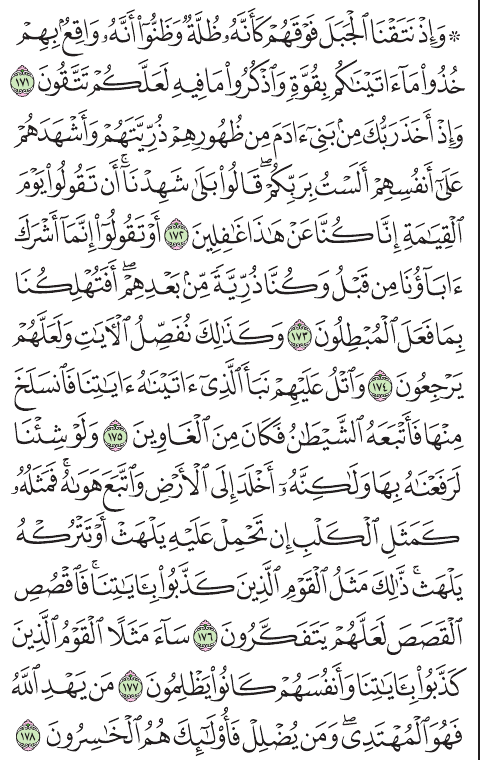 ۞ وَإِذۡ نَتَقۡنَا ٱلۡجَبَلَ فَوۡقَهُمۡ كَأَنَّهُۥ ظُلَّةٞ وَظَنُّوٓاْ أَنَّهُۥ وَاقِعُۢ بِهِمۡ
خُذُواْ مَآ ءَاتَيۡنَٰكُم بِقُوَّةٖ وَٱذۡكُرُواْ مَا فِيهِ لَعَلَّكُمۡ تَتَّقُونَ ١٧١
وَإِذۡ أَخَذَ رَبُّكَ مِنۢ بَنِيٓ ءَادَمَ مِن ظُهُورِهِمۡ ذُرِّيَّتَهُمۡ وَأَشۡهَدَهُمۡ
عَلَىٰٓ أَنفُسِهِمۡ أَلَسۡتُ بِرَبِّكُمۡۖ قَالُواْ بَلَىٰ شَهِدۡنَآۚ أَن تَقُولُواْ يَوۡمَ
ٱلۡقِيَٰمَةِ إِنَّا كُنَّا عَنۡ هَٰذَا غَٰفِلِينَ ١٧٢ أَوۡ تَقُولُوٓاْ إِنَّمَآ أَشۡرَكَ
ءَابَآؤُنَا مِن قَبۡلُ وَكُنَّا ذُرِّيَّةٗ مِّنۢ بَعۡدِهِمۡۖ أَفَتُهۡلِكُنَا
بِمَا فَعَلَ ٱلۡمُبۡطِلُونَ ١٧٣ وَكَذَٰلِكَ نُفَصِّلُ ٱلۡأٓيَٰتِ وَلَعَلَّهُمۡ
يَرۡجِعُونَ ١٧٤ وَٱتۡلُ عَلَيۡهِمۡ نَبَأَ ٱلَّذِيٓ ءَاتَيۡنَٰهُ ءَايَٰتِنَا فَٱنسَلَخَ
مِنۡهَا فَأَتۡبَعَهُ ٱلشَّيۡطَٰنُ فَكَانَ مِنَ ٱلۡغَاوِينَ ١٧٥ وَلَوۡ شِئۡنَا
لَرَفَعۡنَٰهُ بِهَا وَلَٰكِنَّهُۥٓ أَخۡلَدَ إِلَى ٱلۡأَرۡضِ وَٱتَّبَعَ هَوَىٰهُۚ فَمَثَلُهُۥ
كَمَثَلِ ٱلۡكَلۡبِ إِن تَحۡمِلۡ عَلَيۡهِ يَلۡهَثۡ أَوۡ تَتۡرُكۡهُ
يَلۡهَثۚ ذَّٰلِكَ مَثَلُ ٱلۡقَوۡمِ ٱلَّذِينَ كَذَّبُواْ بِـَٔايَٰتِنَاۚ فَٱقۡصُصِ
ٱلۡقَصَصَ لَعَلَّهُمۡ يَتَفَكَّرُونَ ١٧٦ سَآءَ مَثَلًا ٱلۡقَوۡمُ ٱلَّذِينَ
كَذَّبُواْ بِـَٔايَٰتِنَا وَأَنفُسَهُمۡ كَانُواْ يَظۡلِمُونَ ١٧٧ مَن يَهۡدِ ٱللَّهُ
فَهُوَ ٱلۡمُهۡتَدِيۖ وَمَن يُضۡلِلۡ فَأُوْلَٰٓئِكَ هُمُ ٱلۡخَٰسِرُونَ ١٧٨